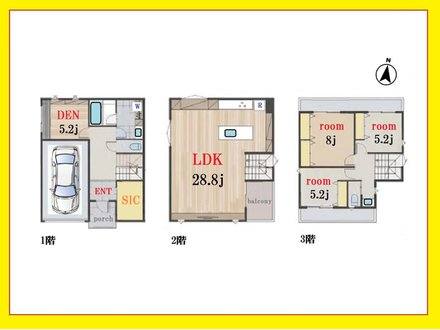 N
DEN
5.2j
W
ENT
SIC
porch
1階
R
LDK
28.8j
balcony
2階
room
8j
room
5.2j
room
5.2j
3階